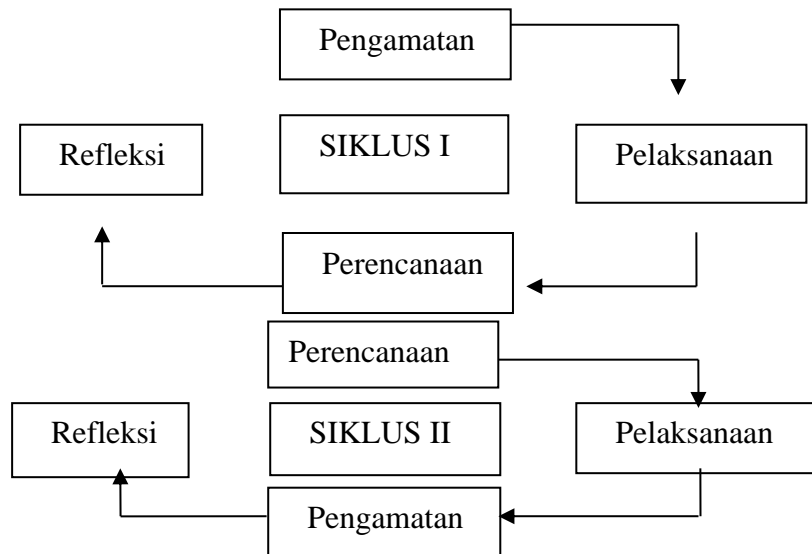 Pengamatan
Refleksi
SIKLUS I
Pelaksanaan
Perencanaan
Perencanaan
Refleksi
SIKLUS II
Pelaksanaan
Pengamatan